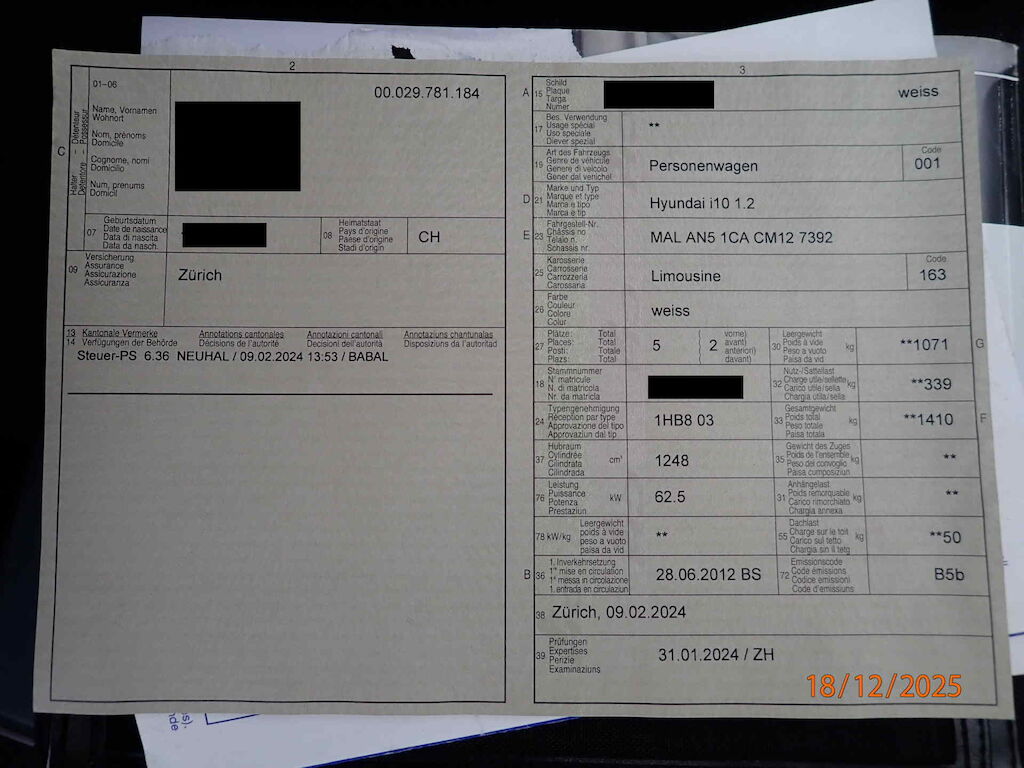 2
01–06
00.029.781.184
C
Halter – Détenteur
Detentore – Possessur
Name, Vornamen
Wohnort
Nom, prénoms
Domicile
Cognome, nomi
Domicilio
Num, prenums
Domicil
07
Geburtsdatum
Date de naissance
Data di nascita
Data da nasch.
08
Heimatstaat
Pays d'origine
Paese d'origine
Stadi d'origin
CH
09
Versicherung
Assurance
Assicurazione
Assicuranza
Zürich
13 Kantonale Vermerke Annotations cantonales Annotazioni cantonali Annotaziuns chantunalas
14 Verfügungen der Behörde Décisions de l'autorité Decisioni dell'autorità Disposiziuns da l'autoritad
Steuer-PS 6.36 NEUHAL / 09.02.2024 13:53 / BABAL
3
A 15
Schild
Plaque
Targa
Numer
weiss
17
Bes. Verwendung
Usage spécial
Uso speciale
Diever spezial
**
19
Art des Fahrzeugs
Genre de véhicule
Genere di veicolo
Gener dal vehichel
Personenwagen
Code
001
D 21
Marke und Typ
Marque et type
Marca e tipo
Marca e tip
Hyundai i10 1.2
E 23
Fahrgestell-Nr.
Châssis no
Telaio n.
Schassis nr.
MAL AN5 1CA CM12 7392
25
Karosserie
Carrosserie
Carrozzeria
Carossaria
Limousine
Code
163
26
Farbe
Couleur
Colore
Colur
weiss
27
Plätze: Total
Places: Total
Posti: Totale
Plazs: Total
5 ( 2 vorne)
( avant)
( anteriori)
( davant)
30
Leergewicht
Poids à vide
Peso a vuoto
Paisa da vid
kg
**1071
G
18
Stammnummer
N° matricule
N. di matricola
Nr. da matricla
32
Nutz-/Sattellast
Charge utile/sellette
Carico utile/sella
Chargia utila/sella
kg
**339
24
Typengenehmigung
Réception par type
Approvazione del tipo
Approvaziun dal tip
1HB8 03
33
Gesamtgewicht
Poids total
Peso totale
Paisa totala
kg
**1410
F
37
Hubraum
Cylindrée
Cilindrata
Cilindrada
cm³
1248
35
Gewicht des Zuges
Poids de l'ensemble
Peso del convoglio
Paisa cumposiziun
kg
**
76
Leistung
Puissance
Potenza
Prestaziun
kW
62.5
31
Anhängelast
Poids remorquable
Carico rimorchiato
Chargia annexa
kg
**
78 kW/kg
Leergewicht
poids à vide
peso a vuoto
paisa da vid
**
55
Dachlast
Charge sur le toit
Carico sul tetto
Chargia sin il tetg
kg
**50
B 36
1. Inverkehrsetzung
1re mise en circulation
1a messa in circolazione
1. entrada en circulaziun
28.06.2012 BS
72
Emissionscode
Code émissions
Codice emissioni
Code d'emissiuns
B5b
38
Zürich, 09.02.2024
39
Prüfungen
Expertises
Perizie
Examinaziuns
31.01.2024 / ZH
18/12/2025